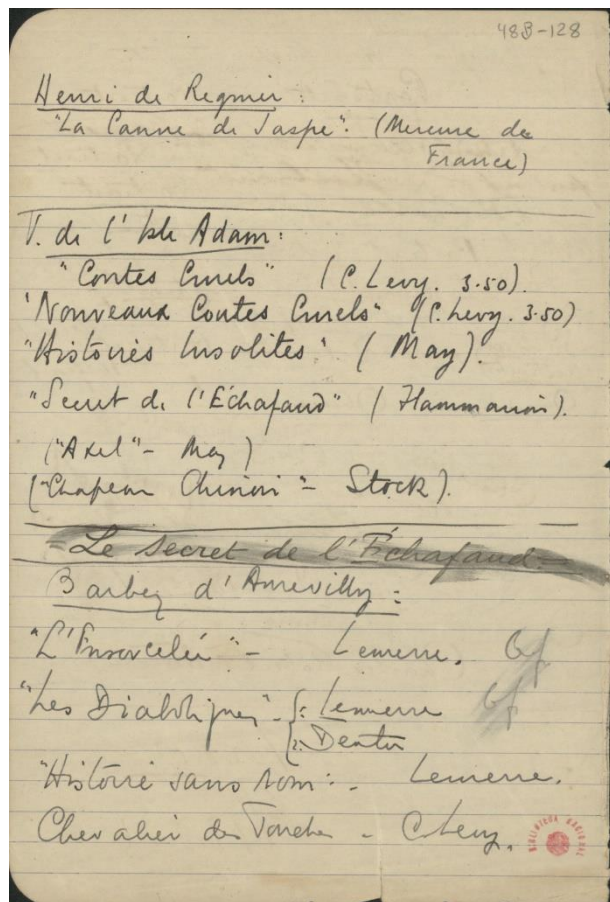 48B-128
Henri de Regnier:
"La Canne de Jaspe". (Mercure de
France)
V. de l'Isle Adam:
"Contes Cruels" (C. Levy. 3.50).
"Nouveaux Contes Cruels" (C. Levy. 3.50)
"Histoires Insolites". (May).
"Secret de l'Échafaud" (Flammarion).
("Axel" - May)
("Chapeau Chinois" - Stock).
Le Secret de l'Échafaud
Barbey d'Aurevilly:
"L'Ensorcelée" - Lemerre.
"Les Diaboliques" - { Lemerre
Dentu
"Histoire sans nom": - Lemerre.
Chevalier des Touches - C. Levy.
BIBLIOTECA NACIONAL